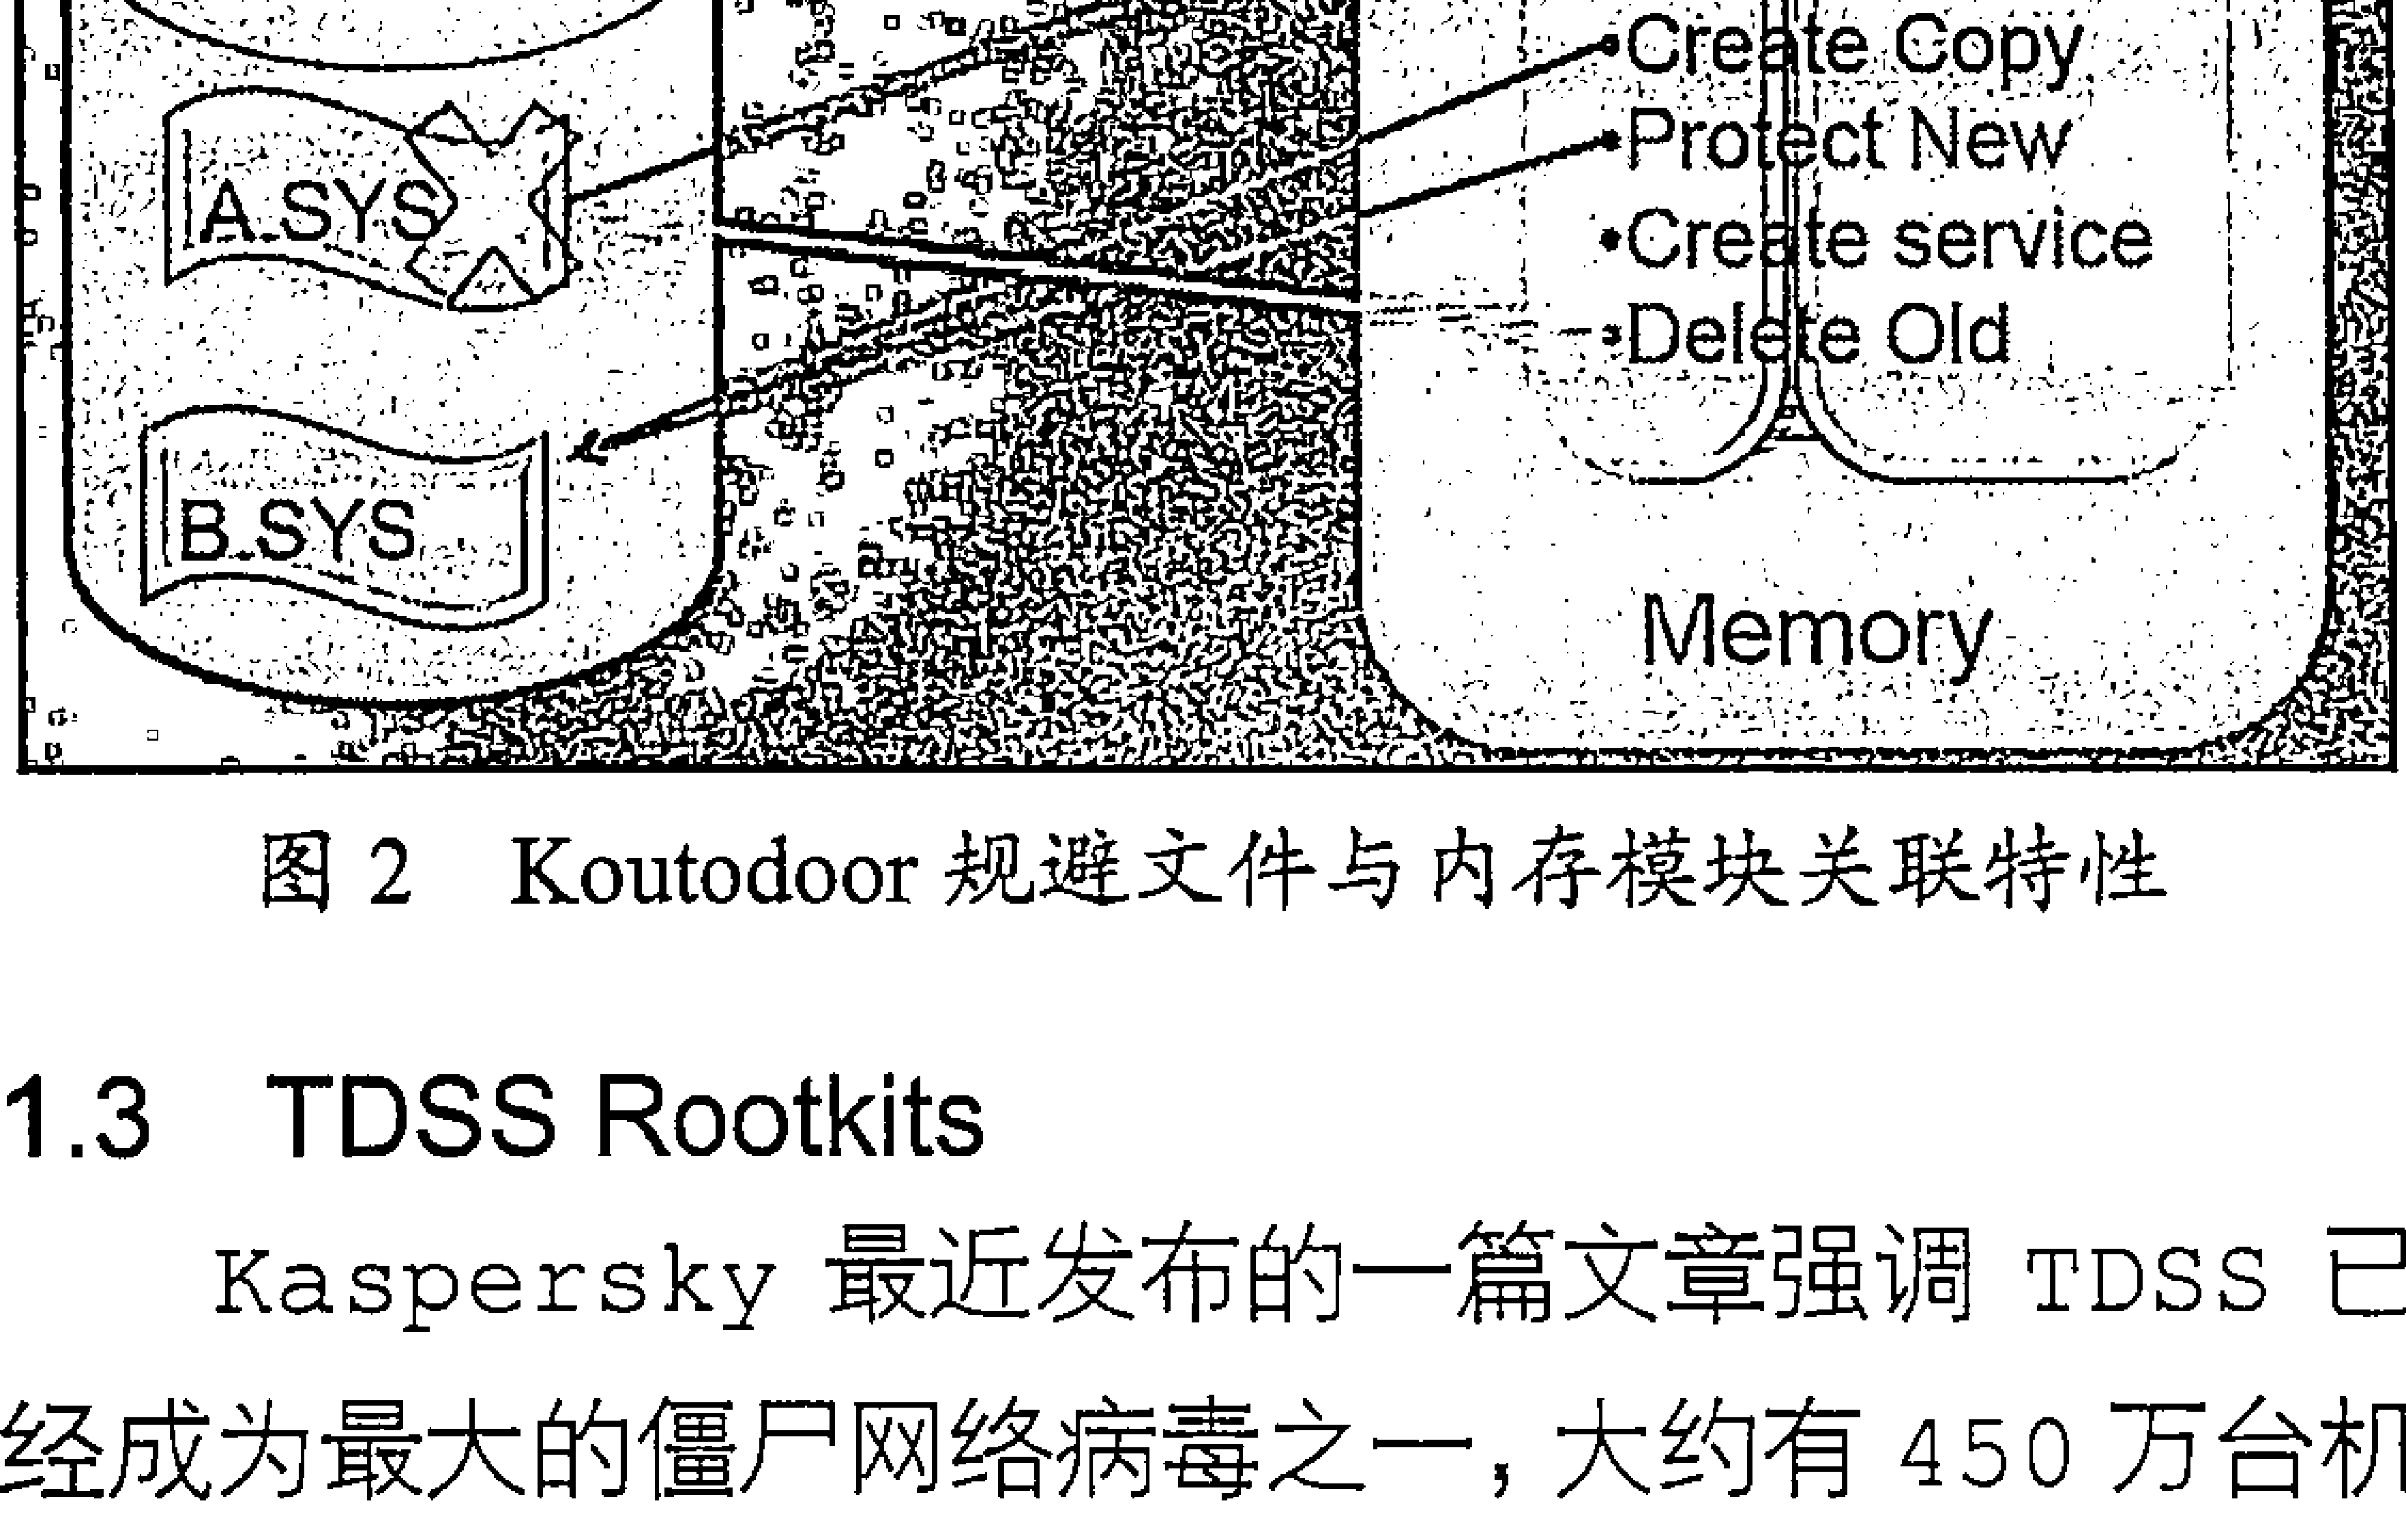 •Create Copy
•Protect New
A.SYS
•Create service
•Delete Old
B.SYS
Memory
图 2 Koutodoor 规避文件与内存模块关联特性
1.3 TDSS Rootkits
Kaspersky 最近发布的一篇文章强调 TDSS 已
经成为最大的僵尸网络病毒之一，大约有 450 万台机